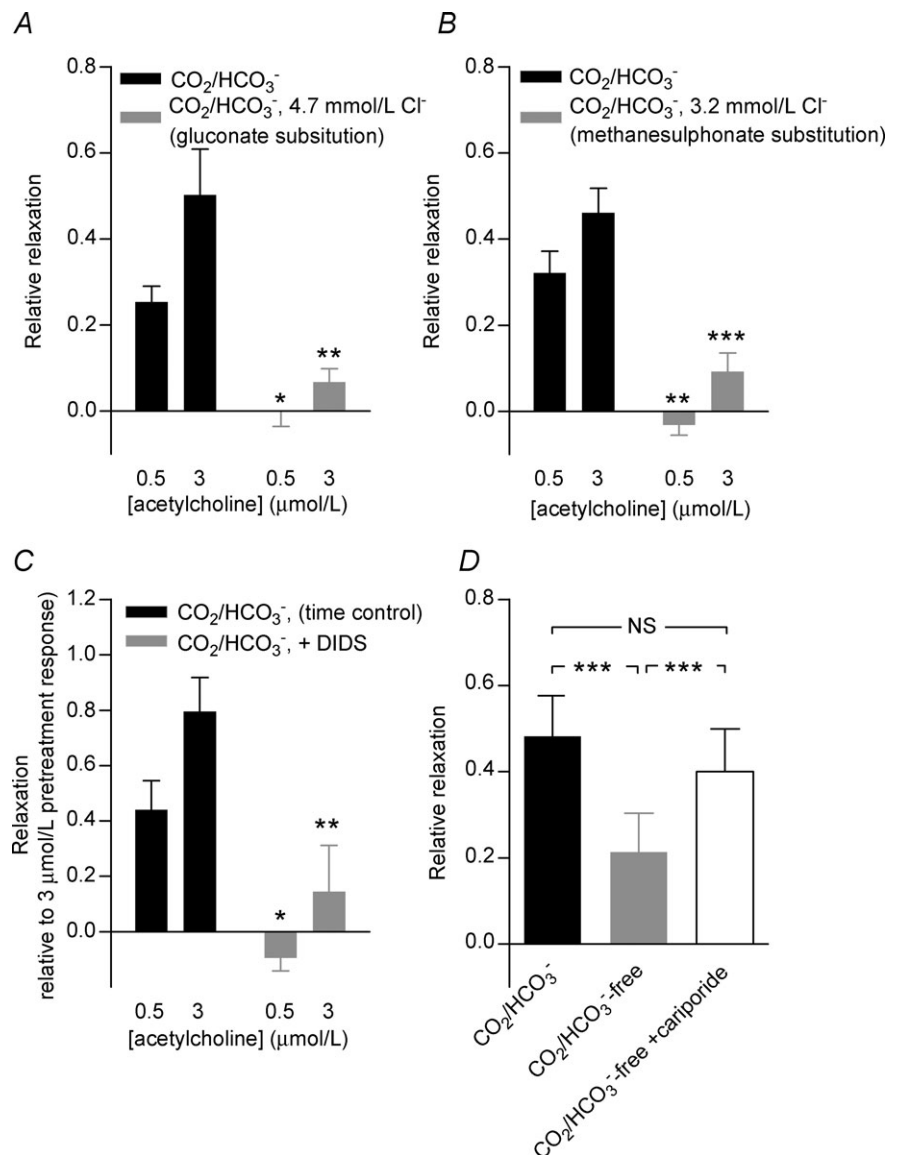 A
0.8
0.6
0.4
0.2
0.0
Relative relaxation
CO₂/HCO₃⁻
CO₂/HCO₃⁻, 4.7 mmol/L Cl⁻
(gluconate subsitution)
*
**
0.5 3 0.5 3
[acetylcholine] (μmol/L)
B
0.8
0.6
0.4
0.2
0.0
Relative relaxation
CO₂/HCO₃⁻
CO₂/HCO₃⁻, 3.2 mmol/L Cl⁻
(methanesulphonate substitution)
**
***
0.5 3 0.5 3
[acetylcholine] (μmol/L)
C
1.2
1.0
0.8
0.6
0.4
0.2
0.0
Relaxation
relative to 3 μmol/L pretreatment response)
CO₂/HCO₃⁻, (time control)
CO₂/HCO₃⁻, + DIDS
*
**
0.5 3 0.5 3
[acetylcholine] (μmol/L)
D
0.8
0.6
0.4
0.2
0.0
Relative relaxation
NS
*** ***
CO₂/HCO₃⁻
CO₂/HCO₃⁻-free
CO₂/HCO₃⁻-free +cariporide